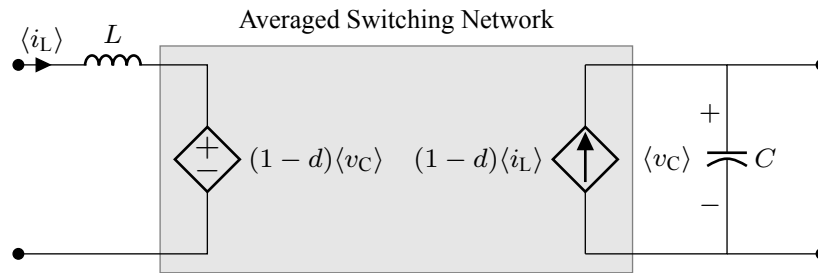 Averaged Switching Network
⟨i_L⟩ L
+ − (1 − d)⟨v_C⟩ (1 − d)⟨i_L⟩ ⟨v_C⟩ + − C